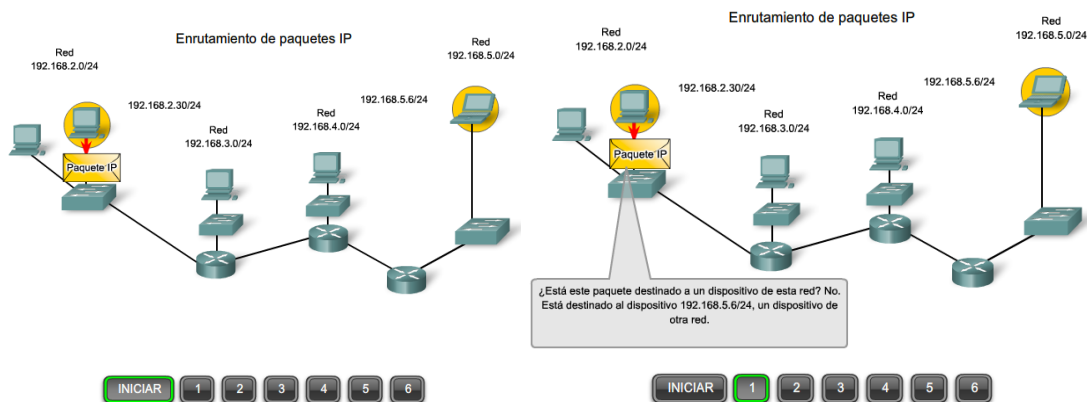 Enrutamiento de paquetes IP
Red
192.168.2.0/24
Red
192.168.5.0/24
192.168.2.30/24
192.168.5.6/24
Red
192.168.4.0/24
Red
192.168.3.0/24
Paquete IP
INICIAR 1 2 3 4 5 6
Enrutamiento de paquetes IP
Red
192.168.2.0/24
Red
192.168.5.0/24
192.168.2.30/24
192.168.5.6/24
Red
192.168.4.0/24
Red
192.168.3.0/24
Paquete IP
¿Está este paquete destinado a un dispositivo de esta red? No.
Está destinado al dispositivo 192.168.5.6/24, un dispositivo de
otra red.
INICIAR 1 2 3 4 5 6